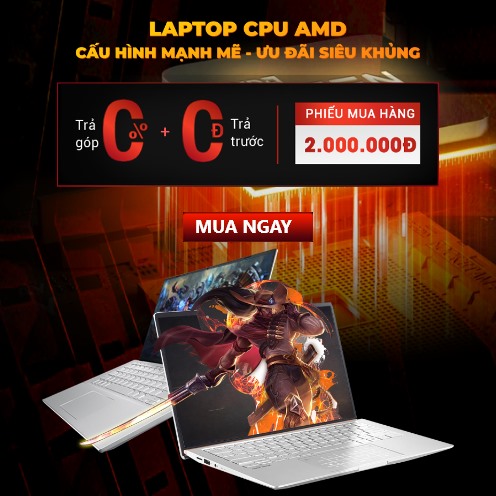 LAPTOP CPU AMD
CẤU HÌNH MẠNH MẼ - ƯU ĐÃI SIÊU KHỦNG
Trả góp 0% + 0Đ Trả trước
PHIẾU MUA HÀNG
2.000.000Đ
MUA NGAY